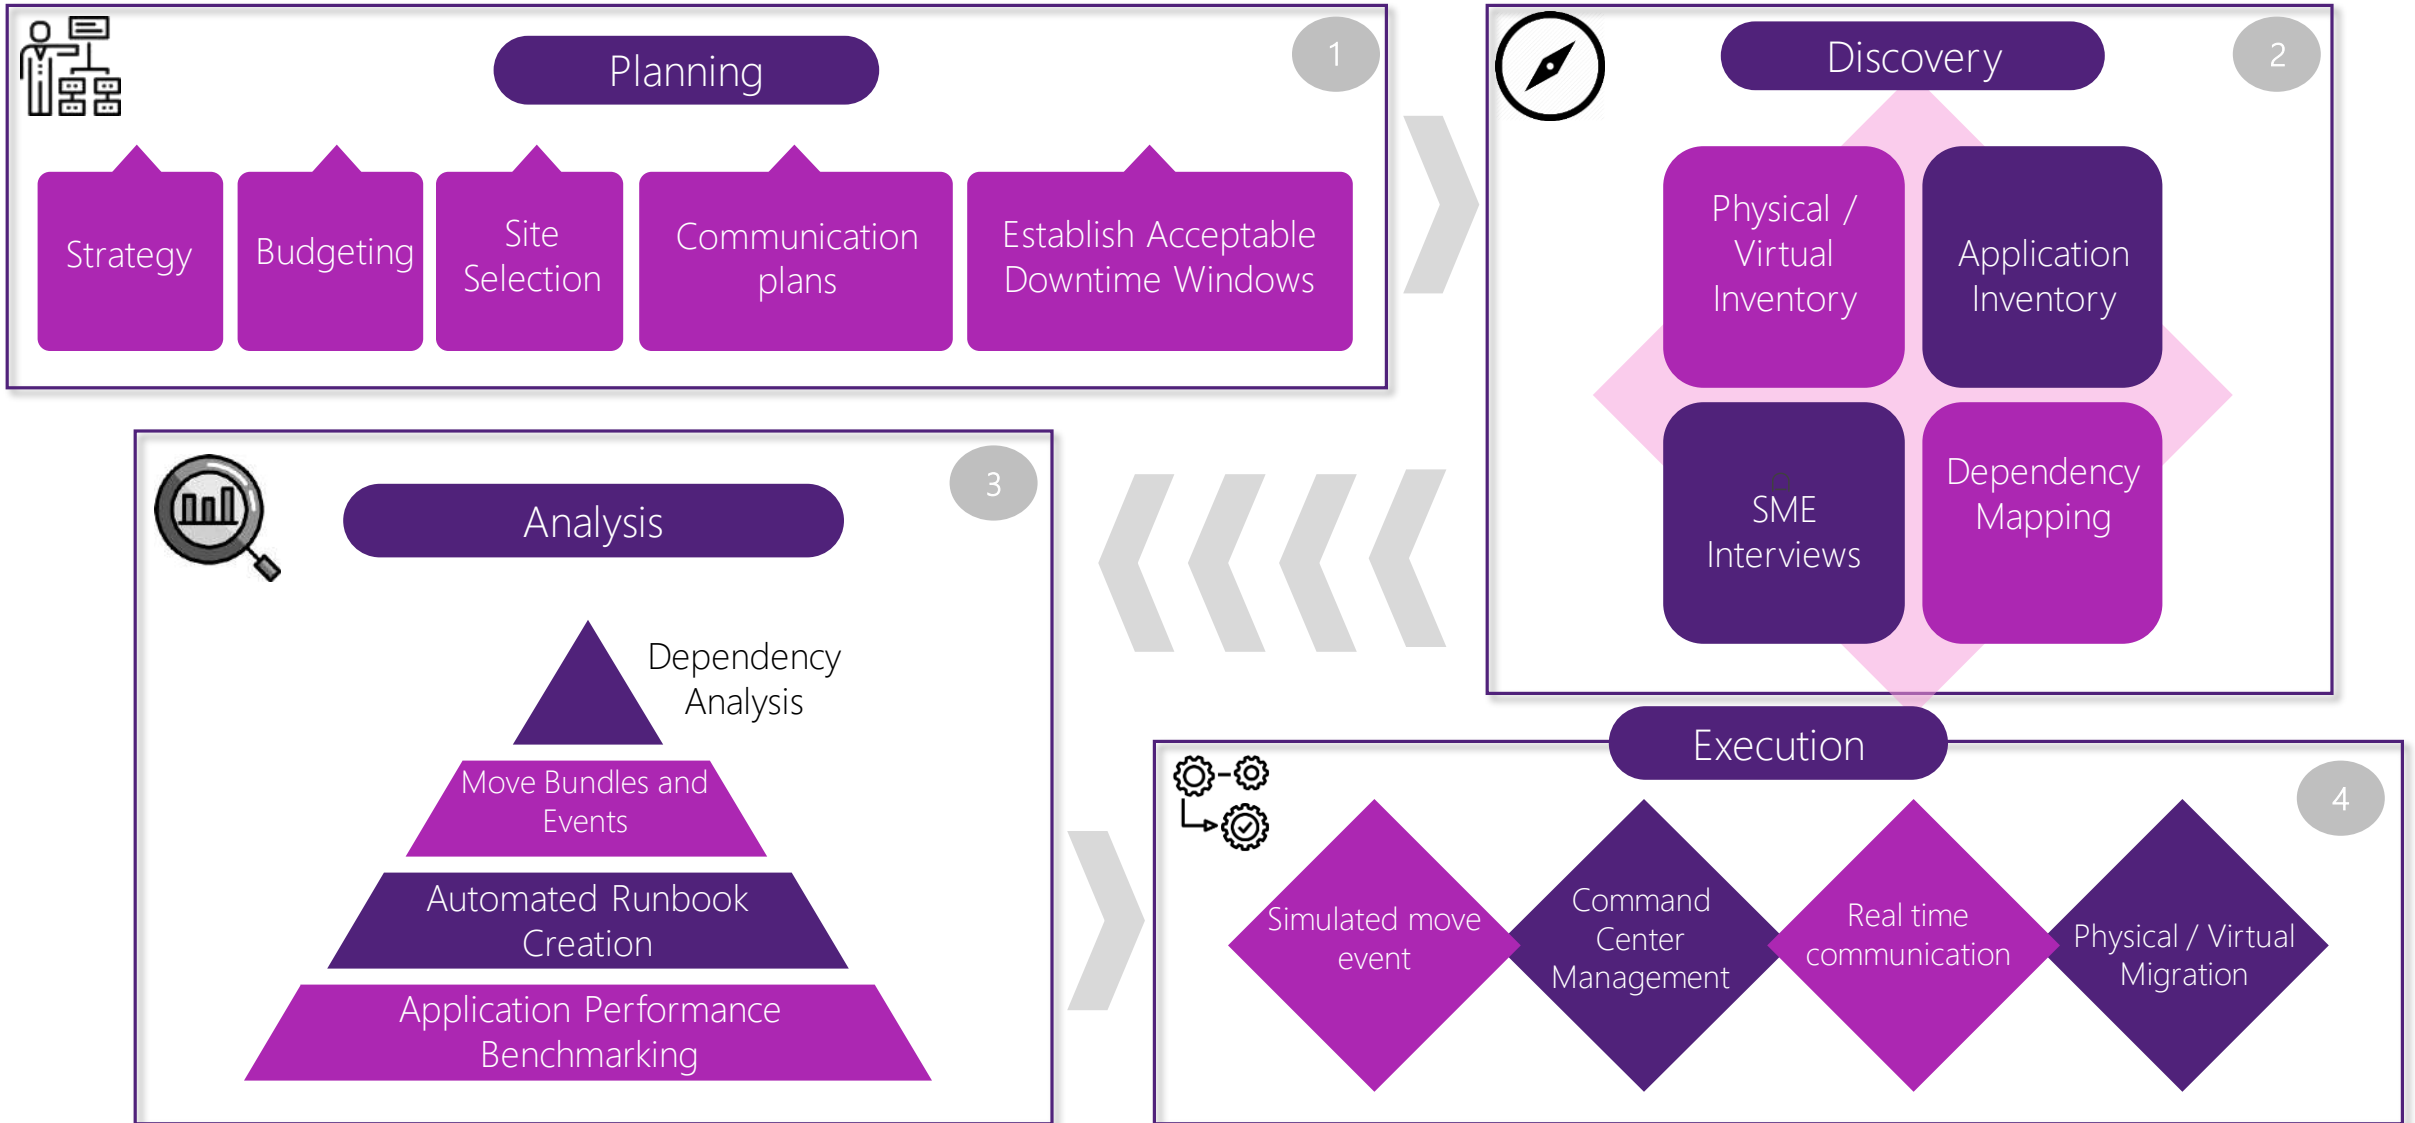 Planning
1
Strategy
Budgeting
Site
Selection
Communication
plans
Establish Acceptable
Downtime Windows
Discovery
2
Physical /
Virtual
Inventory
Application
Inventory
SME
Interviews
Dependency
Mapping
Analysis
3
Dependency
Analysis
Move Bundles and
Events
Automated Runbook
Creation
Application Performance
Benchmarking
Execution
4
Simulated move
event
Command
Center
Management
Real time
communication
Physical / Virtual
Migration